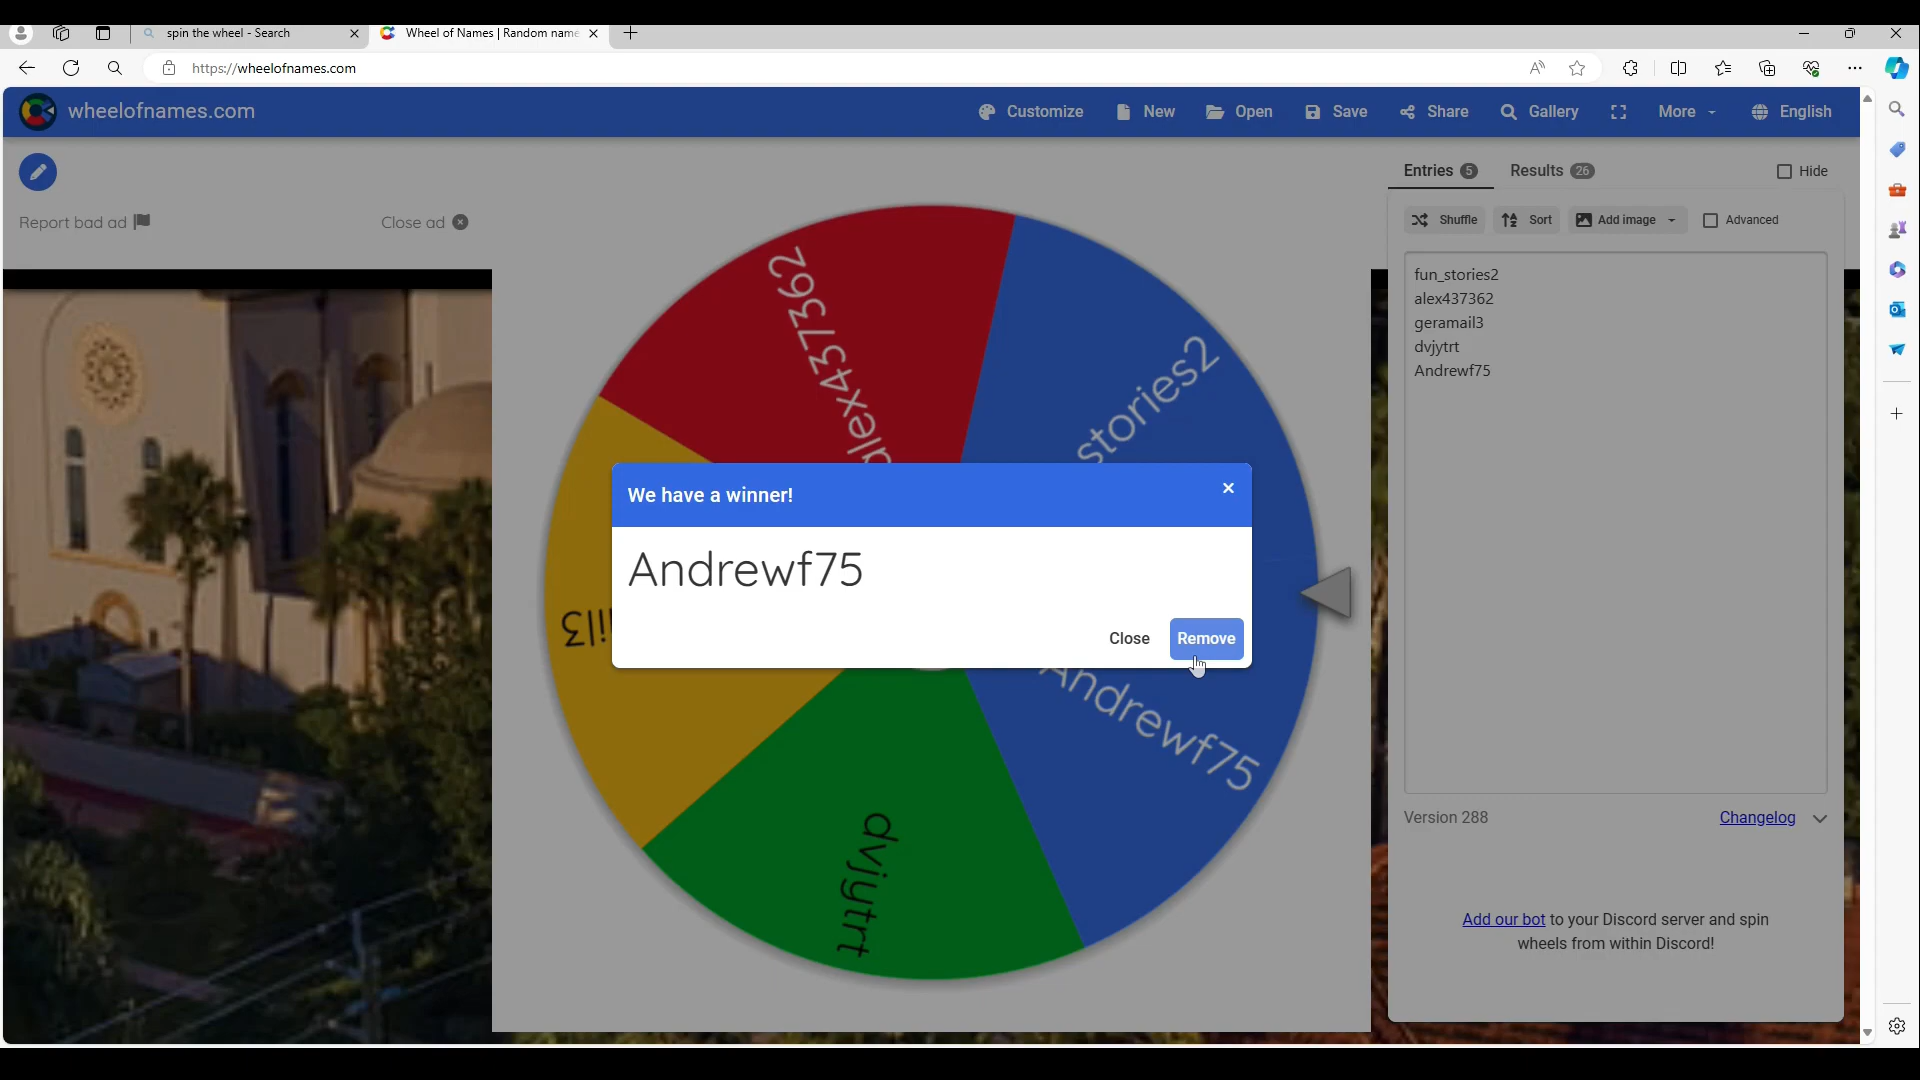 spin the wheel - Search
Wheel of Names | Random name
https://wheelofnames.com
wheelofnames.com
Customize
New
Open
Save
Share
Gallery
More
English
Report bad ad
Close ad
Entries 5
Results 26
Hide
Shuffle
Sort
Add image
Advanced
fun_stories2
alex437362
geramail3
dvjytrt
Andrewf75
alex437362
stories2
We have a winner!
Andrewf75
Close
Remove
il3
Andrewf75
dvjytrt
Version 288
Changelog
Add our bot to your Discord server and spin
wheels from within Discord!